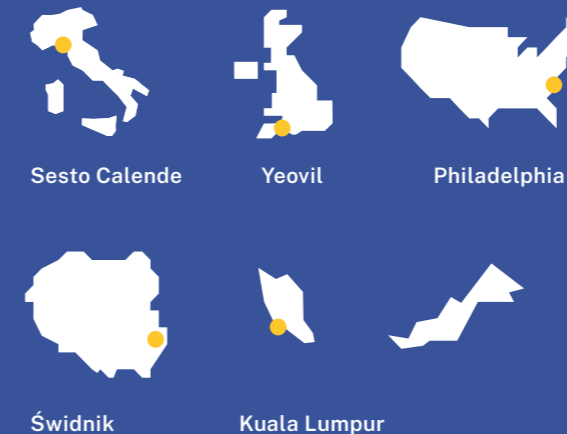 Sesto Calende
Yeovil
Philadelphia
Świdnik
Kuala Lumpur